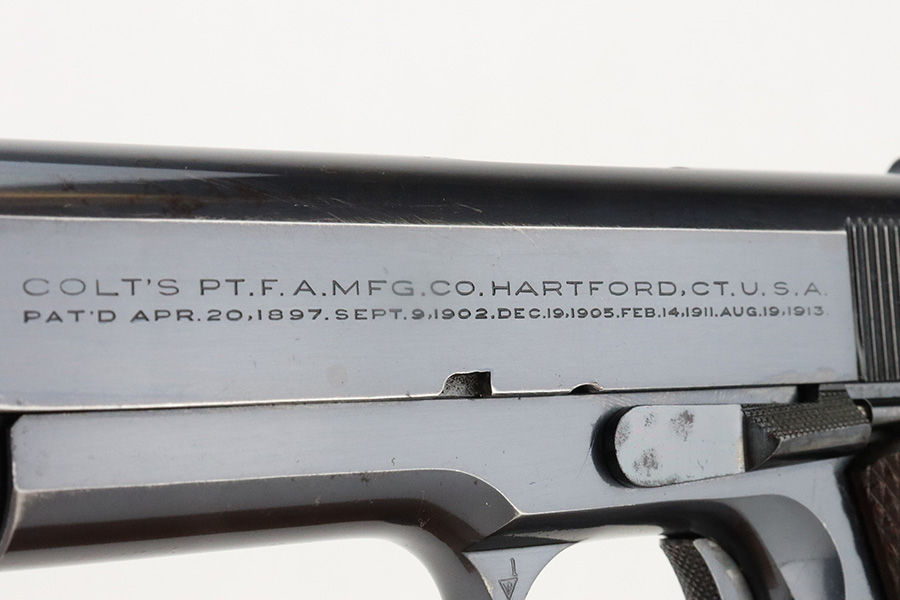 COLT'S PT.F.A.MFG.CO.HARTFORD,CT.U.S.A.
PAT'D APR.20,1897.SEPT.9,1902.DEC.19,1905.FEB.14,1911.AUG.19,1913.